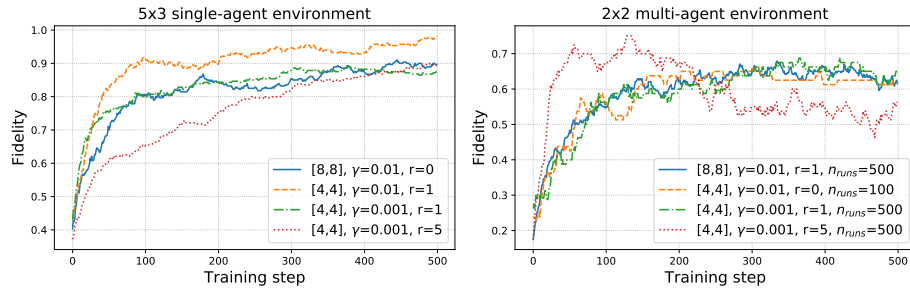 5x3 single-agent environment
Fidelity
1.0
0.9
0.8
0.7
0.6
0.5
0.4
[8,8], γ=0.01, r=0
[4,4], γ=0.01, r=1
[4,4], γ=0.001, r=1
[4,4], γ=0.001, r=5
0 100 200 300 400 500
Training step
2x2 multi-agent environment
Fidelity
0.7
0.6
0.5
0.4
0.3
0.2
[8,8], γ=0.01, r=1, n_runs=500
[4,4], γ=0.01, r=0, n_runs=100
[4,4], γ=0.001, r=1, n_runs=500
[4,4], γ=0.001, r=5, n_runs=500
0 100 200 300 400 500
Training step